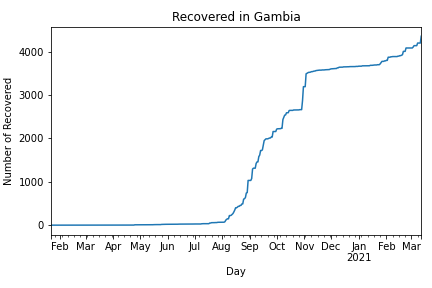 Recovered in Gambia
Number of Recovered
4000
3000
2000
1000
0
Feb Mar Apr May Jun Jul Aug Sep Oct Nov Dec Jan Feb Mar
2021
Day